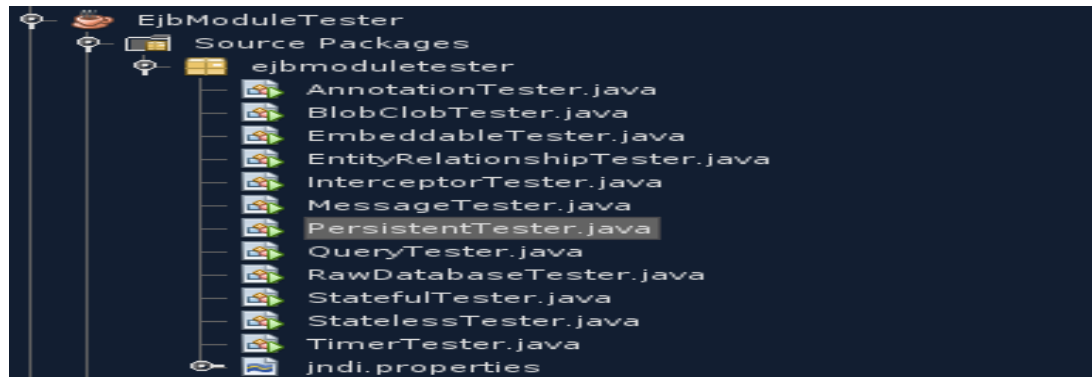 EjbModuleTester
Source Packages
ejbmoduletester
AnnotationTester.java
BlobClobTester.java
EmbeddableTester.java
EntityRelationshipTester.java
InterceptorTester.java
MessageTester.java
PersistentTester.java
QueryTester.java
RawDatabaseTester.java
StatefulTester.java
StatelessTester.java
TimerTester.java
jndi.properties